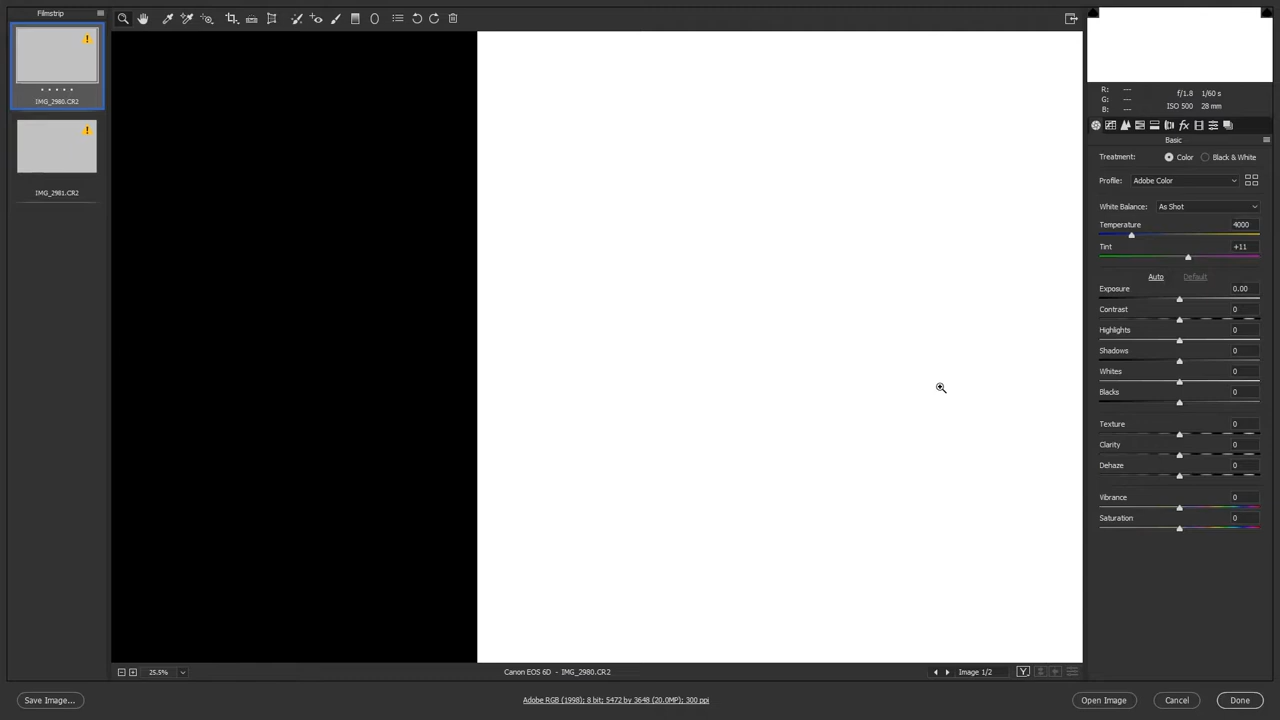 Filmstrip
IMG_2980.CR2
IMG_2981.CR2
R: ---
G: ---
B: ---
f/1.8 1/60 s
ISO 500 28 mm
Basic
Treatment: Color Black & White
Profile: Adobe Color
White Balance: As Shot
Temperature 4000
Tint +11
Auto Default
Exposure 0.00
Contrast 0
Highlights 0
Shadows 0
Whites 0
Blacks 0
Texture 0
Clarity 0
Dehaze 0
Vibrance 0
Saturation 0
25.5%
Canon EOS 6D - IMG_2980.CR2
Image 1/2
Y
Save Image...
Adobe RGB (1998); 8 bit; 5472 by 3648 (20.0MP); 300 ppi
Open Image
Cancel
Done